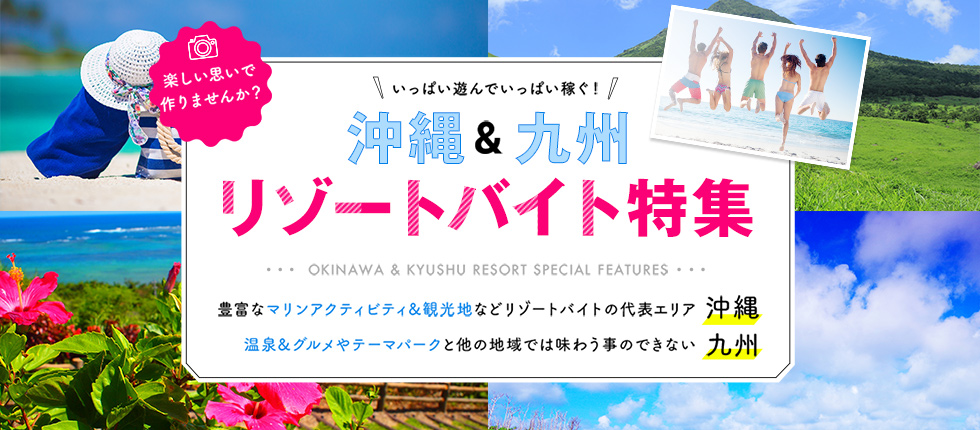 楽しい思いで
作りませんか?
いっぱい遊んでいっぱい稼ぐ!
沖縄&九州
リゾートバイト特集
OKINAWA & KYUSHU RESORT SPECIAL FEATURES
豊富なマリンアクティビティ&観光地などリゾートバイトの代表エリア 沖縄
温泉&グルメやテーマパークと他の地域では味わう事のできない 九州